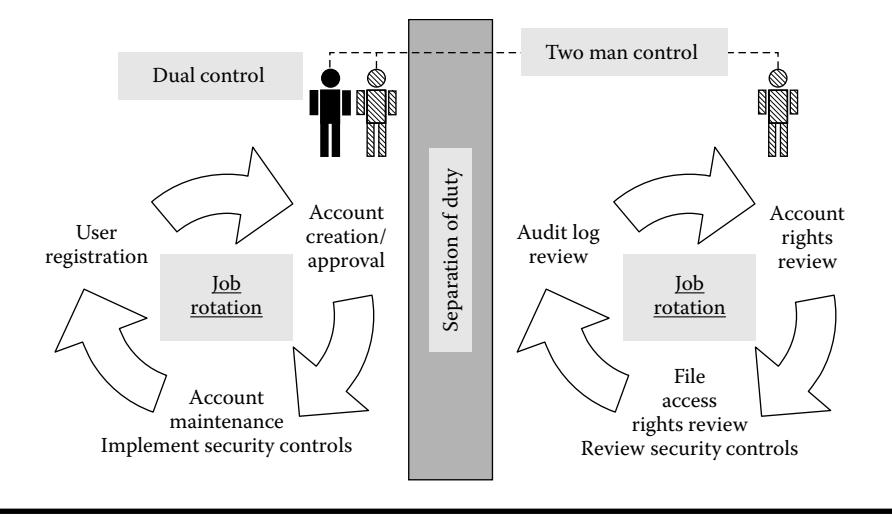 Dual control
Two man control
User
registration
Account
creation/
approval
Job
rotation
Account
maintenance
Implement security controls
Separation of duty
Audit log
review
Account
rights
review
Job
rotation
File
access
rights review
Review security controls